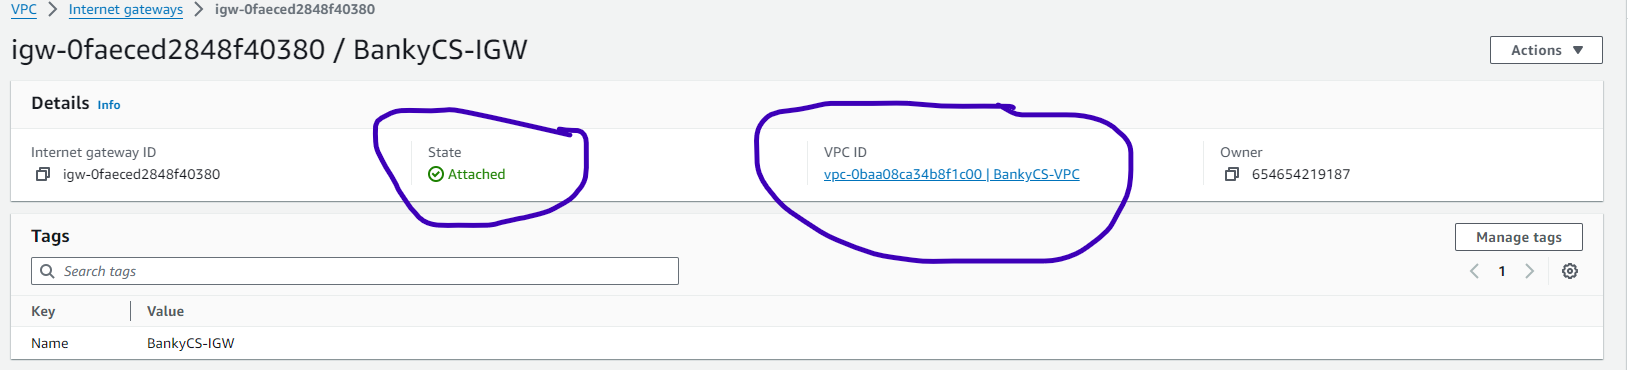 VPC > Internet gateways > igw-0faeced2848f40380
igw-0faeced2848f40380 / BankyCS-IGW
Actions
Details Info
Internet gateway ID
igw-0faeced2848f40380
State
Attached
VPC ID
vpc-0baa08ca34b8f1c00 | BankyCS-VPC
Owner
654654219187
Tags
Manage tags
Search tags
1
Key Value
Name BankyCS-IGW